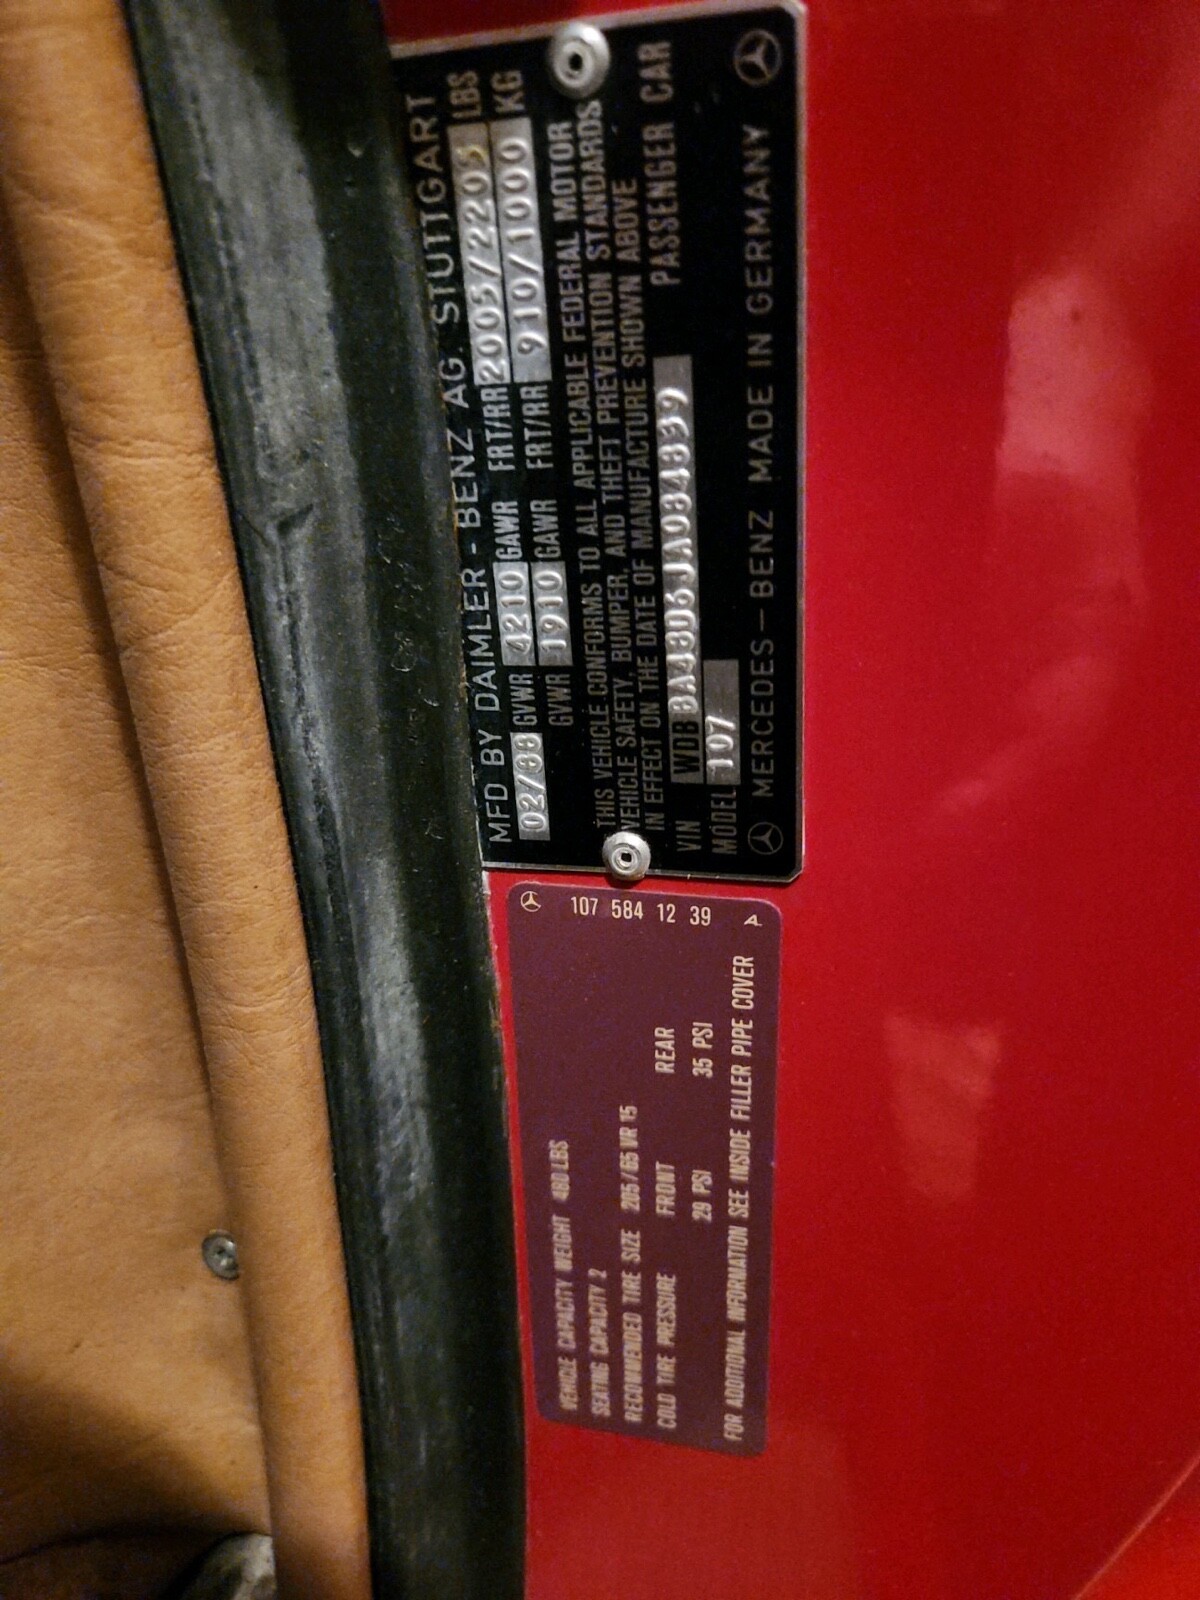 MFD BY DAIMLER - BENZ AG. STUTTGART
02/88 GVWR 4210 GAWR FRT/RR 2005/2205 LBS
GVWR 1910 GAWR FRT/RR 910/1000 KG
THIS VEHICLE CONFORMS TO ALL APPLICABLE FEDERAL MOTOR
VEHICLE SAFETY, BUMPER, AND THEFT PREVENTION STANDARDS
IN EFFECT ON THE DATE OF MANUFACTURE SHOWN ABOVE
VIN WDB BA48D6JA084839 PASSENGER CAR
MODEL 107
MERCEDES – BENZ MADE IN GERMANY
107 584 12 39 A
VEHICLE CAPACITY WEIGHT 480 LBS
SEATING CAPACITY 2
RECOMMENDED TIRE SIZE 205/65 VR 15
COLD TIRE PRESSURE FRONT REAR
29 PSI 35 PSI
FOR ADDITIONAL INFORMATION SEE INSIDE FILLER PIPE COVER